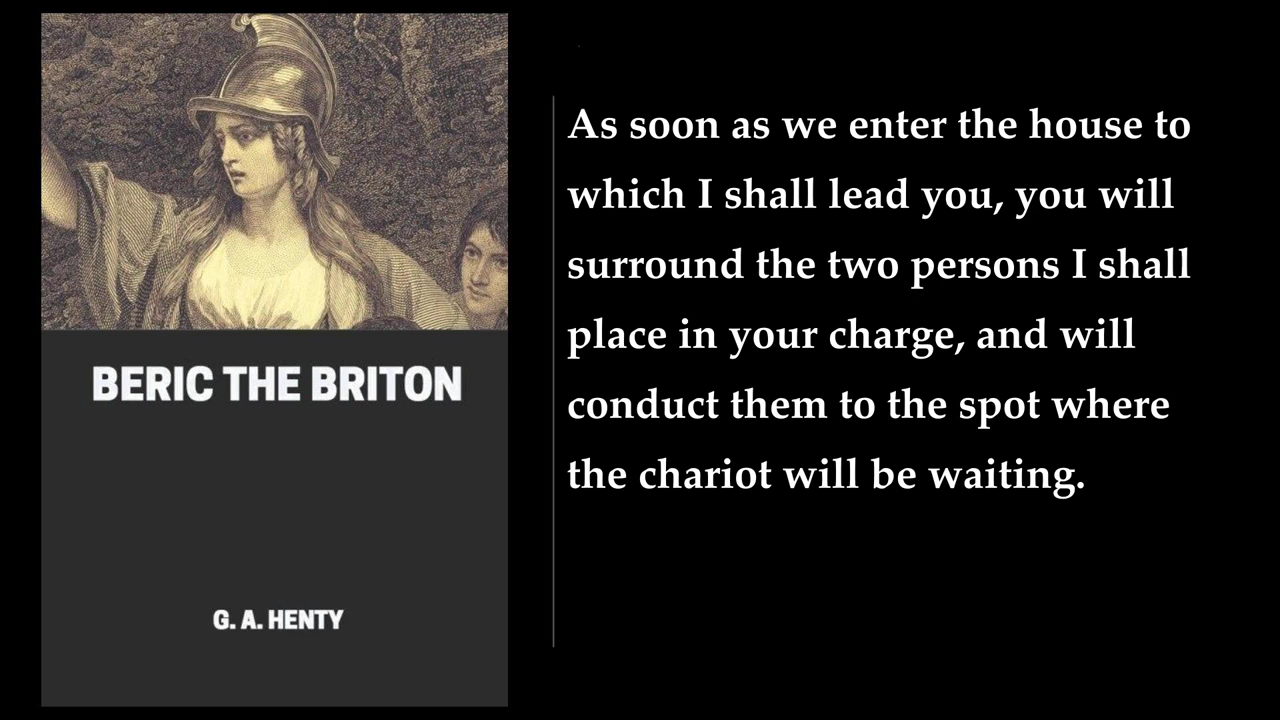 BERIC THE BRITON
G. A. HENTY
As soon as we enter the house to
which I shall lead you, you will
surround the two persons I shall
place in your charge, and will
conduct them to the spot where
the chariot will be waiting.